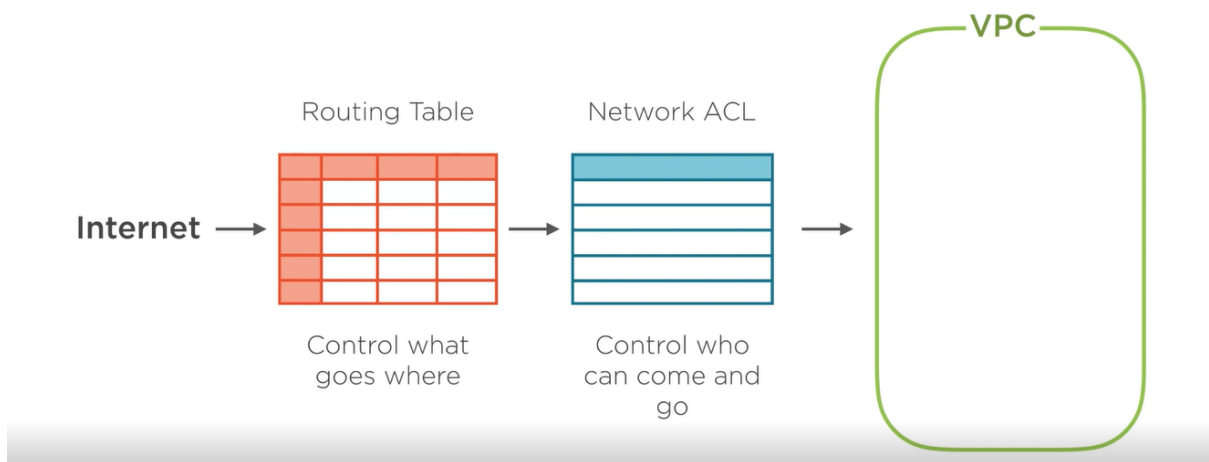 VPC
Routing Table
Network ACL
Internet
Control what
goes where
Control who
can come and
go